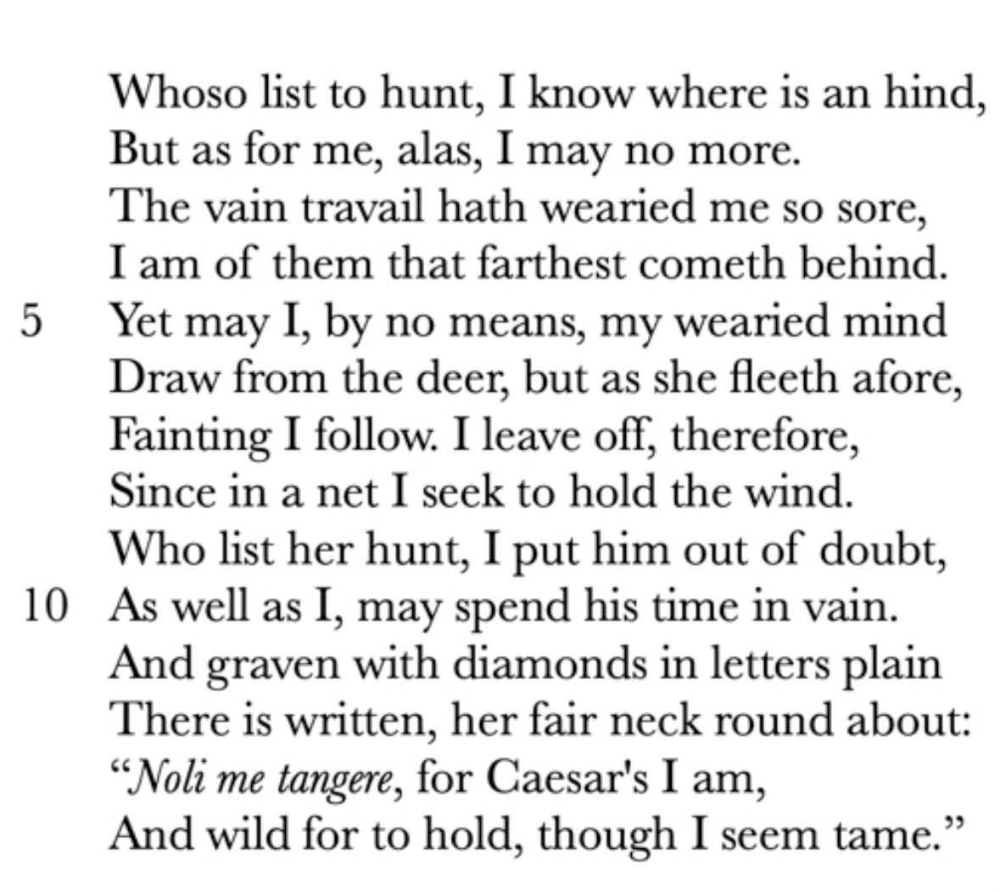 Whoso list to hunt, I know where is an hind,
But as for me, alas, I may no more.
The vain travail hath wearied me so sore,
I am of them that farthest cometh behind.
5 Yet may I, by no means, my wearied mind
Draw from the deer, but as she fleeth afore,
Fainting I follow. I leave off, therefore,
Since in a net I seek to hold the wind.
Who list her hunt, I put him out of doubt,
10 As well as I, may spend his time in vain.
And graven with diamonds in letters plain
There is written, her fair neck round about:
“Noli me tangere, for Caesar's I am,
And wild for to hold, though I seem tame.”